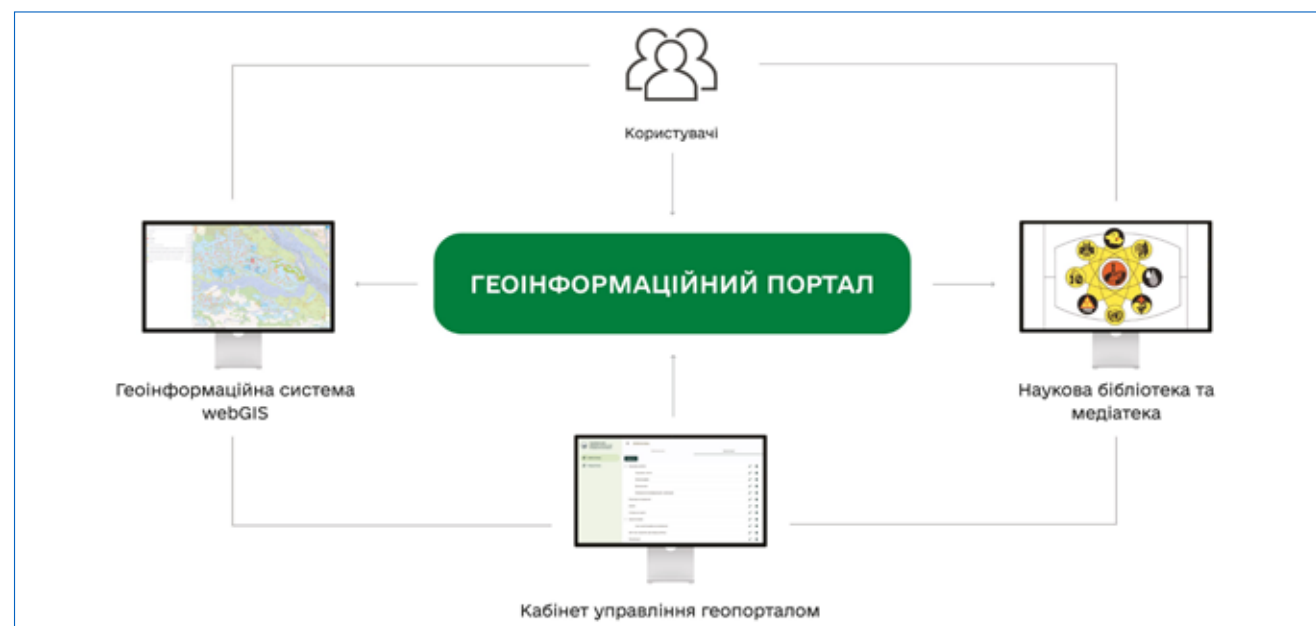 Користувачі
ГЕОІНФОРМАЦІЙНИЙ ПОРТАЛ
Геоінформаційна система
webGIS
Наукова бібліотека та
медіатека
Кабінет управління геопорталом